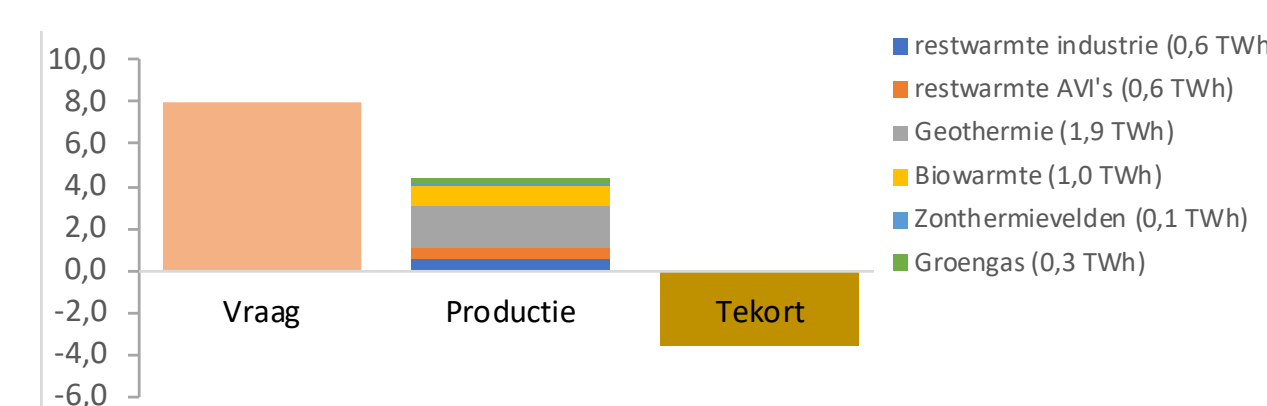 10,0
8,0
6,0
4,0
2,0
0,0
-2,0
-4,0
-6,0
Vraag
Productie
Tekort
restwarmte industrie (0,6 TWh
restwarmte AVI's (0,6 TWh)
Geothermie (1,9 TWh)
Biowarmte (1,0 TWh)
Zonthermievelden (0,1 TWh)
Groengas (0,3 TWh)